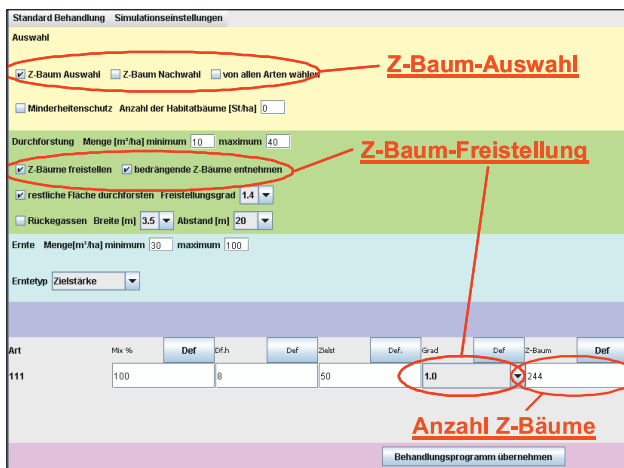 Standard Behandlung Simulationseinstellungen
Auswahl
Z-Baum Auswahl Z-Baum Nachwahl von allen Arten wählen
Z-Baum-Auswahl
Minderheitenschutz Anzahl der Habitatbäume [St/ha] 0
Durchforstung Menge [m³/ha] minimum 10 maximum 40
Z-Baum-Freistellung
Z-Bäume freistellen bedrängende Z-Bäume entnehmen
restliche Fläche durchforsten Freistellungsgrad 1.4
Rückegassen Breite [m] 3.5 Abstand [m] 20
Ernte Menge[m³/ha] minimum 30 maximum 100
Erntetyp Zielstärke
Art Mix % Def Df.h Def Zielst Def. Grad Def Z-Baum Def
111 100 8 50 1.0 244
Anzahl Z-Bäume
Behandlungsprogramm übernehmen